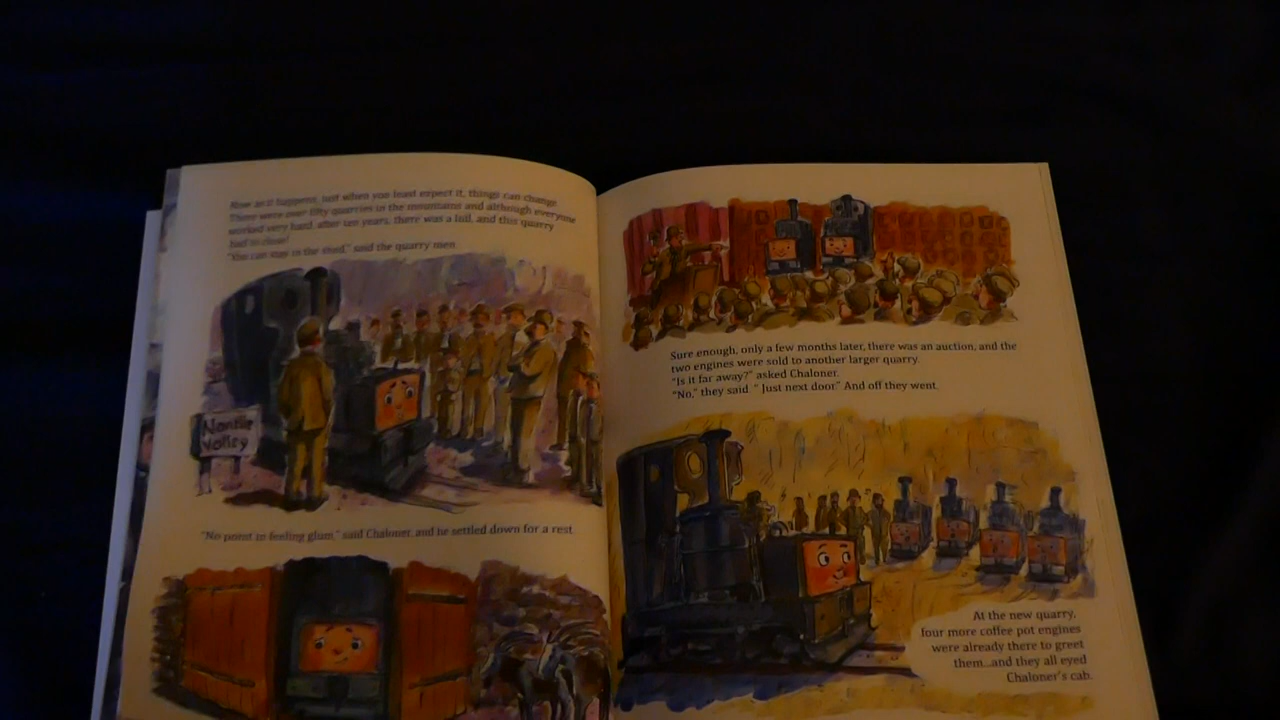 Now as it happens, just when you least expect it, things can change.
There were over fifty quarries in the mountains and although everyone
worked very hard, after ten years, there was a lull, and this quarry
had to close!
"You can stay in the shed," said the quarry men.
Nantlle
Valley
"No point in feeling glum," said Chaloner, and he settled down for a rest.
Sure enough, only a few months later, there was an auction, and the
two engines were sold to another larger quarry.
"Is it far away?" asked Chaloner.
"No," they said " Just next door." And off they went.
At the new quarry,
four more coffee pot engines
were already there to greet
them...and they all eyed
Chaloner's cab.